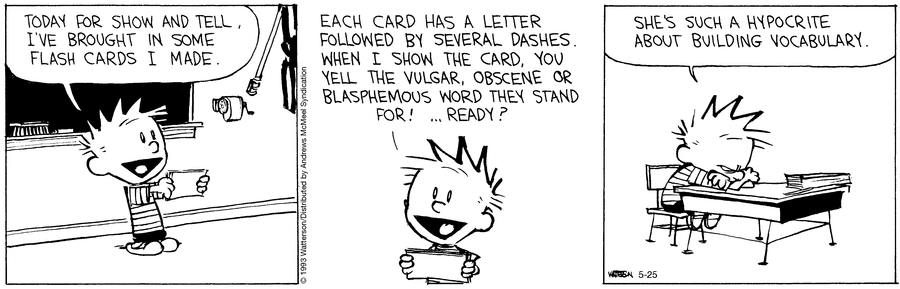 TODAY FOR SHOW AND TELL,
I'VE BROUGHT IN SOME
FLASH CARDS I MADE.
© 1993 Watterson/Distributed by Andrews McMeel Syndication
EACH CARD HAS A LETTER
FOLLOWED BY SEVERAL DASHES.
WHEN I SHOW THE CARD, YOU
YELL THE VULGAR, OBSCENE OR
BLASPHEMOUS WORD THEY STAND
FOR! ...READY?
SHE'S SUCH A HYPOCRITE
ABOUT BUILDING VOCABULARY.
WATTERSON 5-25